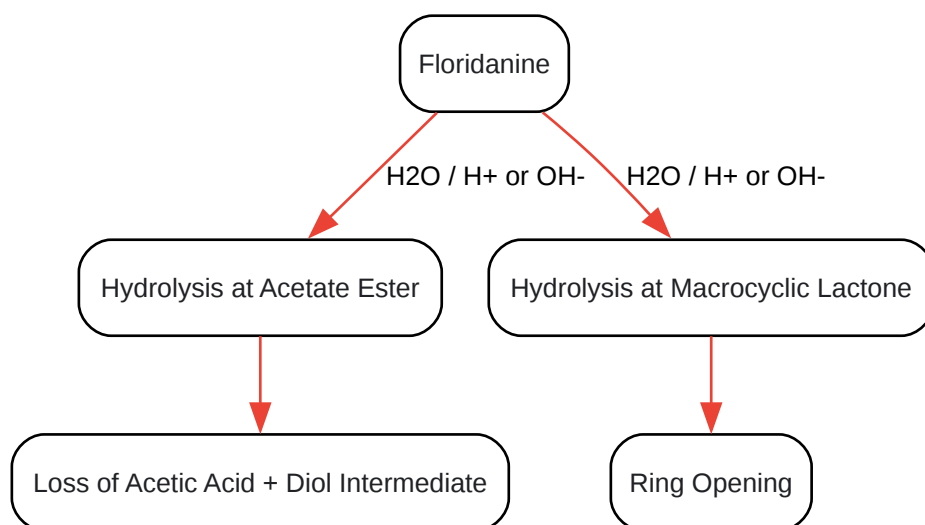 Floridanine
H2O / H+ or OH-
H2O / H+ or OH-
Hydrolysis at Acetate Ester
Hydrolysis at Macrocyclic Lactone
Loss of Acetic Acid + Diol Intermediate
Ring Opening